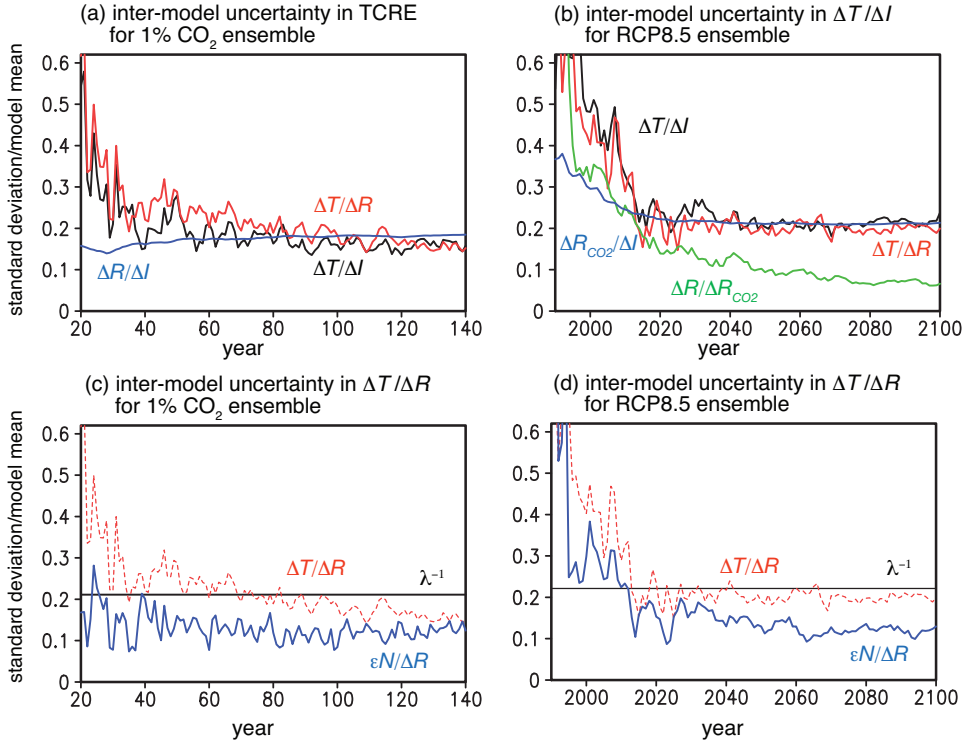 (a) inter-model uncertainty in TCRE
for 1% CO2 ensemble
(b) inter-model uncertainty in ΔT/ΔI
for RCP8.5 ensemble
standard deviation/model mean
0.6
0.5
0.4
0.3
0.2
0.1
0
ΔT/ΔR
ΔR/ΔI
ΔT/ΔI
20 40 60 80 100 120 140
year
0.6
0.5
0.4
0.3
0.2
0.1
0
ΔT/ΔI
ΔRCO2/ΔI
ΔT/ΔR
ΔR/ΔRCO2
2000 2020 2040 2060 2080 2100
year
(c) inter-model uncertainty in ΔT/ΔR
for 1% CO2 ensemble
(d) inter-model uncertainty in ΔT/ΔR
for RCP8.5 ensemble
standard deviation/model mean
0.6
0.5
0.4
0.3
0.2
0.1
0
ΔT/ΔR
λ⁻¹
εN/ΔR
20 40 60 80 100 120 140
year
0.6
0.5
0.4
0.3
0.2
0.1
0
ΔT/ΔR
λ⁻¹
εN/ΔR
2000 2020 2040 2060 2080 2100
year